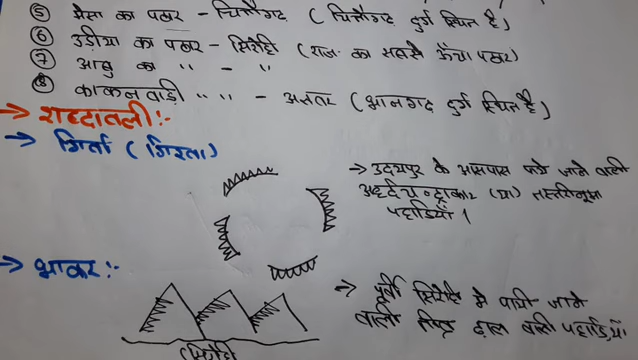 ⑤ मेसा का पठार - चित्तौगढ (चित्तौगढ दुर्ग स्थित है)
⑥ उड़ीया का पठार - सिरोही (राज. का सबसे ऊँचा पठार)
⑦ आबु का " - "
⑧ काकनवाड़ी " " - अलवर (भानगढ दुर्ग स्थित है)
→ शब्दावली :-
→ गिर्वा (गिरवा)
→ उदयपुर के आसपास पाये जाने वाली
अर्द्धचन्द्राकार (या) तश्तरीनुमा
पहाडियाँ।
→ भाकर :-
→ पूर्वी सिरोही मे पायी जाने
वाली तीव्र ढाल वाली पहाडियाँ
सिरोही